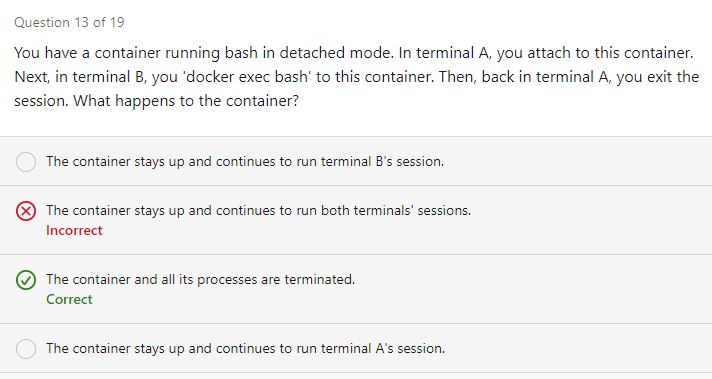 Question 13 of 19
You have a container running bash in detached mode. In terminal A, you attach to this container.
Next, in terminal B, you 'docker exec bash' to this container. Then, back in terminal A, you exit the
session. What happens to the container?
The container stays up and continues to run terminal B's session.
The container stays up and continues to run both terminals' sessions.
Incorrect
The container and all its processes are terminated.
Correct
The container stays up and continues to run terminal A's session.